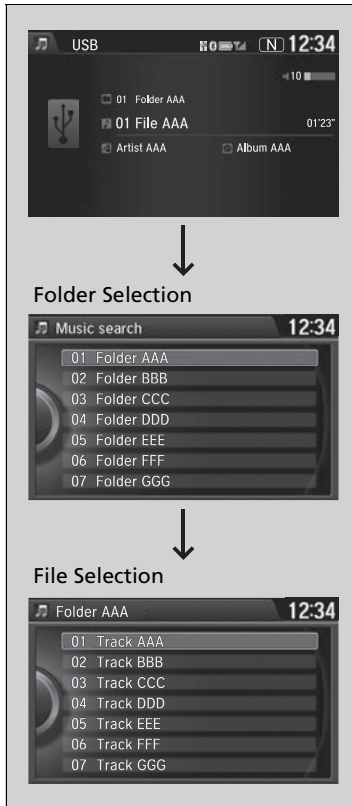 USB N 12:34
10
01 Folder AAA
01 File AAA 01'23"
Artist AAA Album AAA
Folder Selection
Music search 12:34
01 Folder AAA
02 Folder BBB
03 Folder CCC
04 Folder DDD
05 Folder EEE
06 Folder FFF
07 Folder GGG
File Selection
Folder AAA 12:34
01 Track AAA
02 Track BBB
03 Track CCC
04 Track DDD
05 Track EEE
06 Track FFF
07 Track GGG